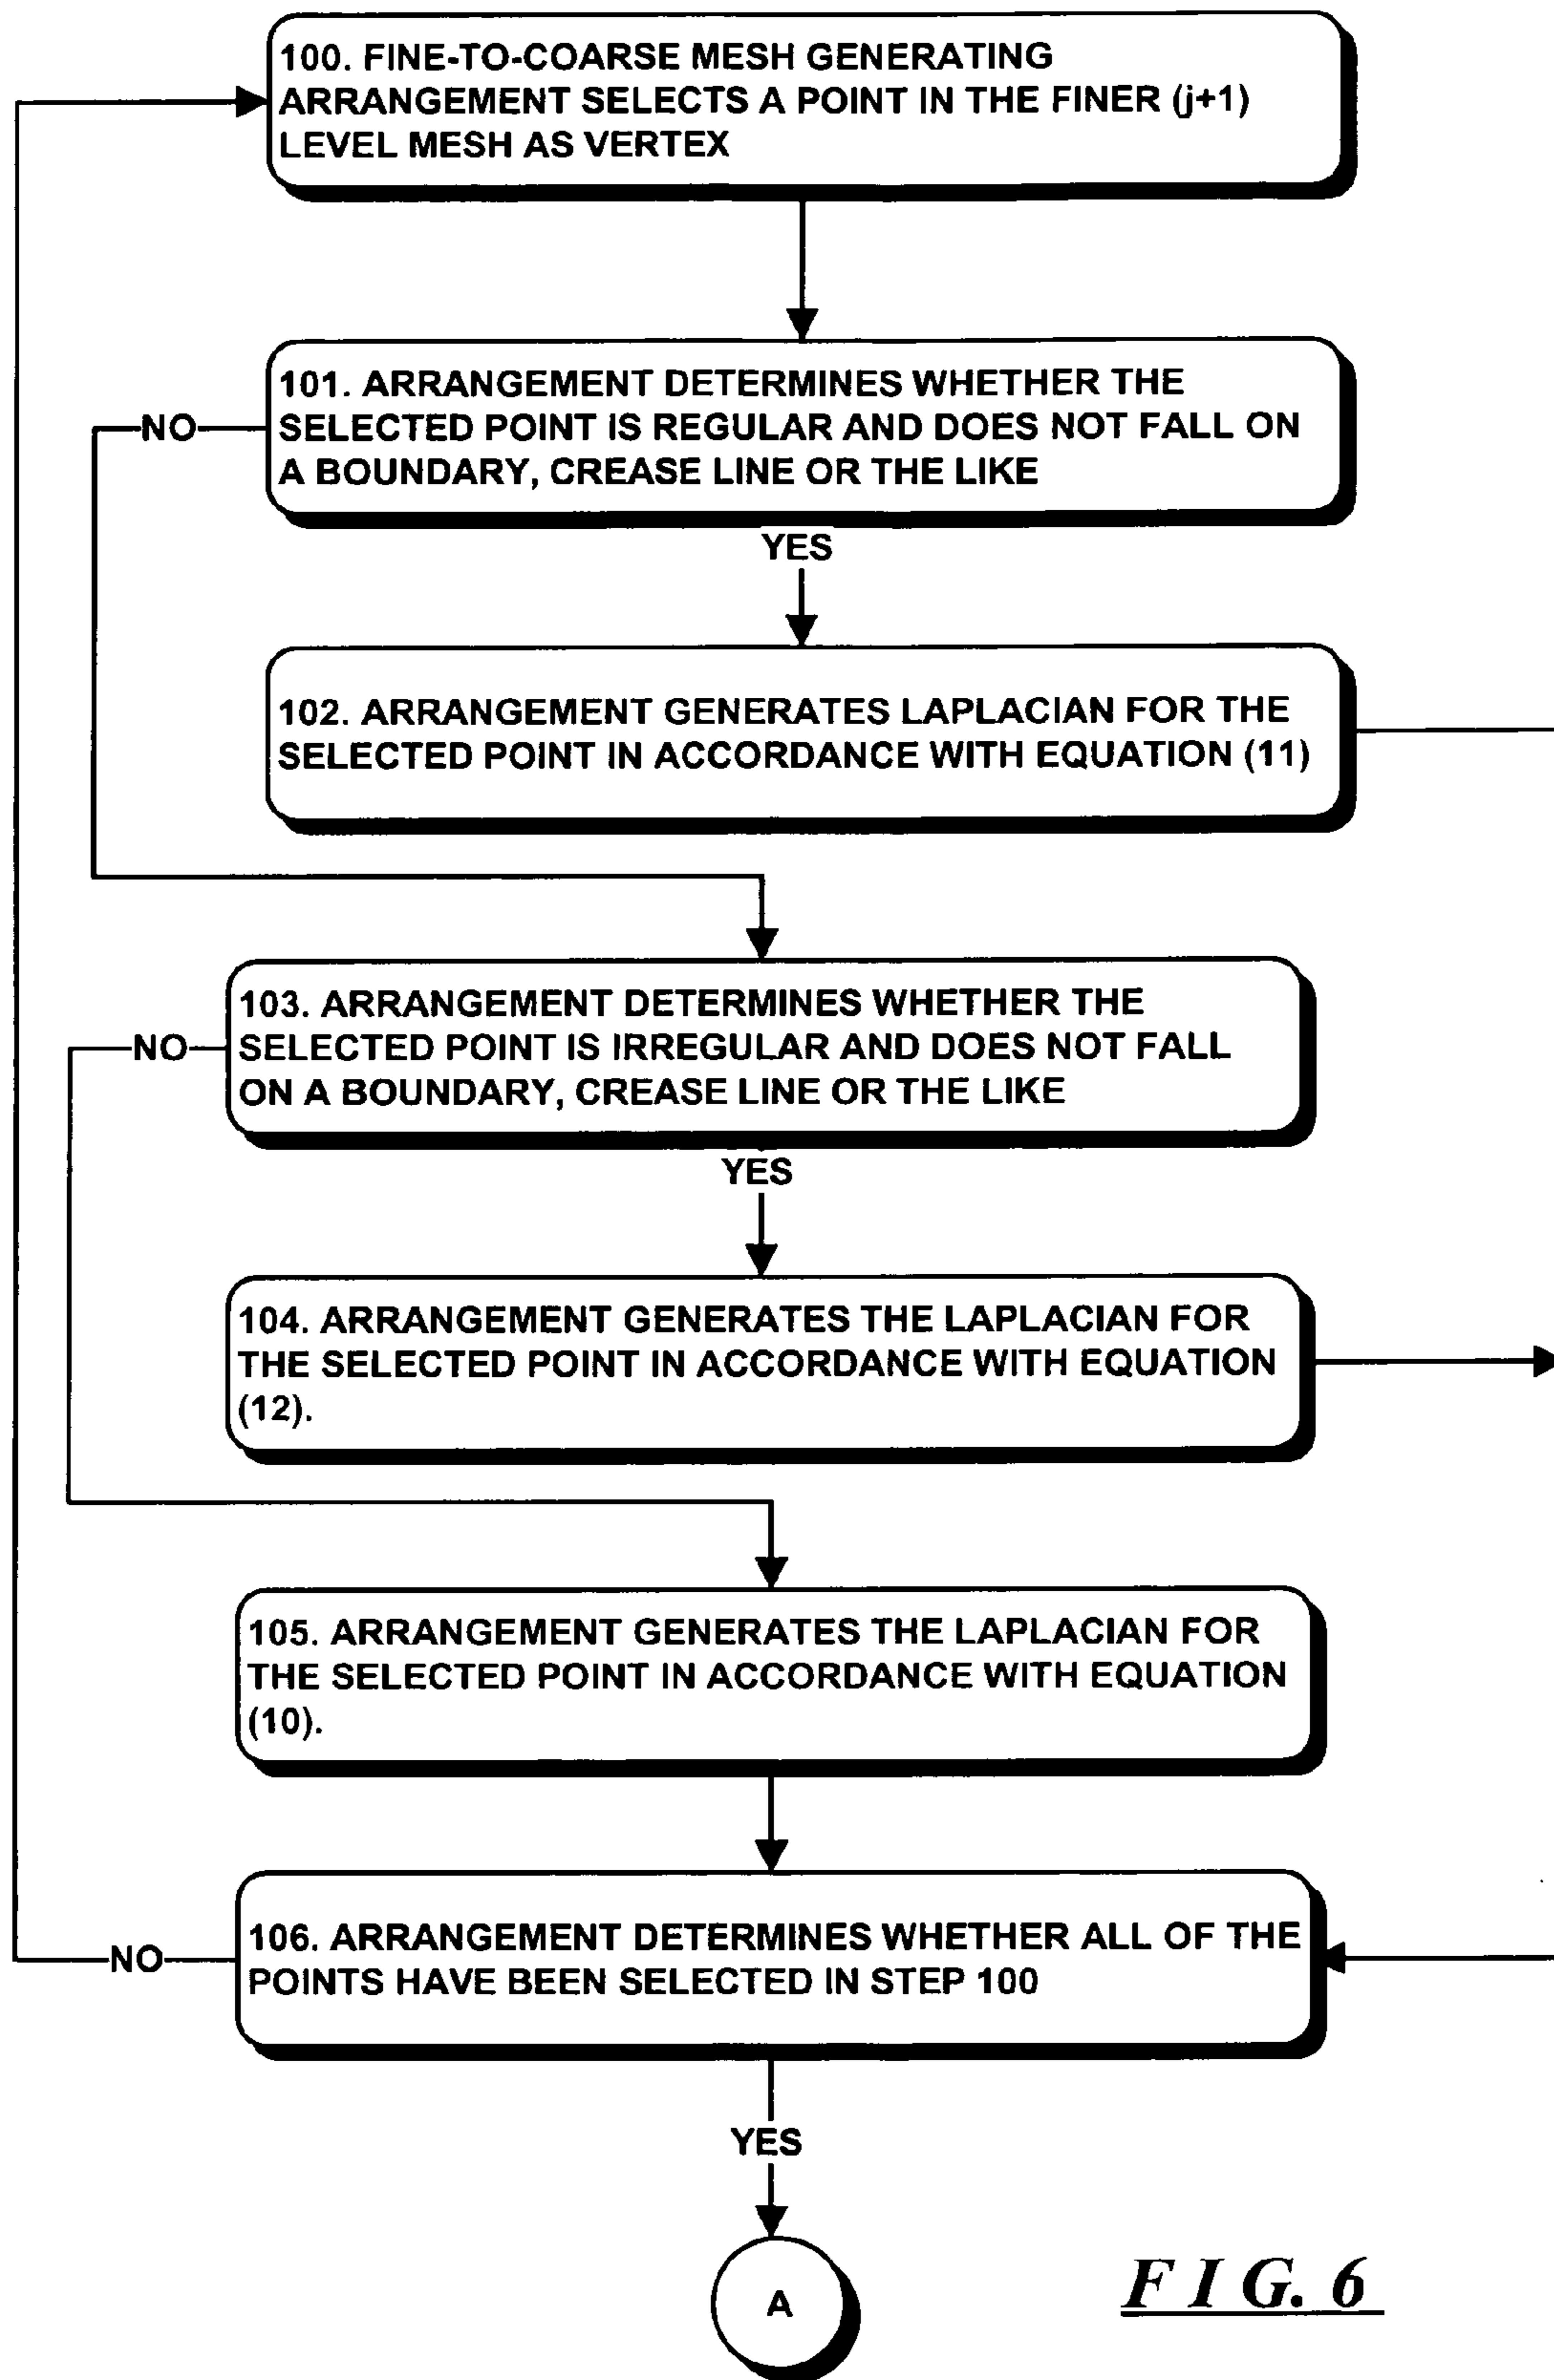 100. FINE-TO-COARSE MESH GENERATING
ARRANGEMENT SELECTS A POINT IN THE FINER (j+1)
LEVEL MESH AS VERTEX
101. ARRANGEMENT DETERMINES WHETHER THE
SELECTED POINT IS REGULAR AND DOES NOT FALL ON
A BOUNDARY, CREASE LINE OR THE LIKE
NO
YES
102. ARRANGEMENT GENERATES LAPLACIAN FOR THE
SELECTED POINT IN ACCORDANCE WITH EQUATION (11)
103. ARRANGEMENT DETERMINES WHETHER THE
SELECTED POINT IS IRREGULAR AND DOES NOT FALL
ON A BOUNDARY, CREASE LINE OR THE LIKE
NO
YES
104. ARRANGEMENT GENERATES THE LAPLACIAN FOR
THE SELECTED POINT IN ACCORDANCE WITH EQUATION
(12).
105. ARRANGEMENT GENERATES THE LAPLACIAN FOR
THE SELECTED POINT IN ACCORDANCE WITH EQUATION
(10).
106. ARRANGEMENT DETERMINES WHETHER ALL OF THE
POINTS HAVE BEEN SELECTED IN STEP 100
NO
YES
A
F I G. 6